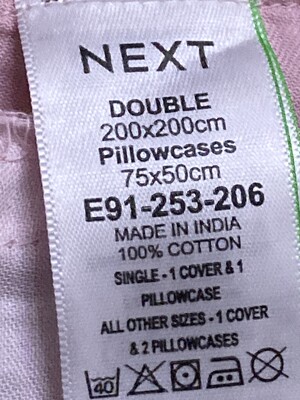 NEXT
DOUBLE
200x200cm
Pillowcases
75x50cm
E91-253-206
MADE IN INDIA
100% COTTON
SINGLE - 1 COVER & 1
PILLOWCASE
ALL OTHER SIZES - 1 COVER
& 2 PILLOWCASES
40